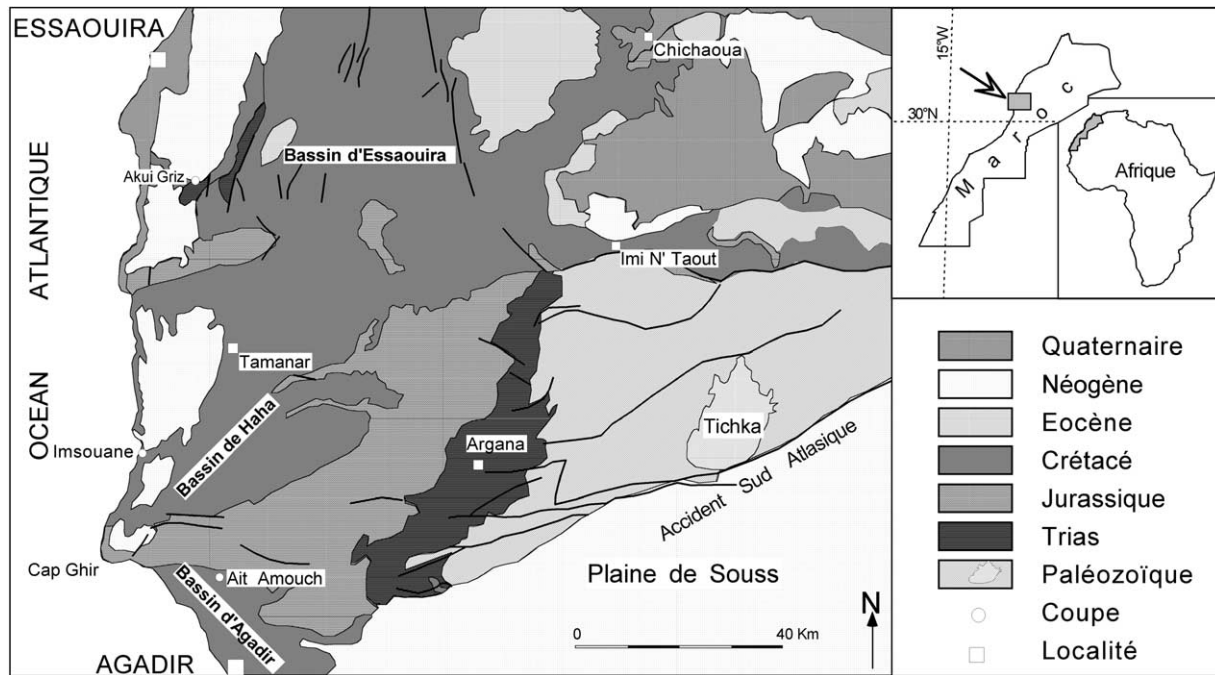 ESSAOUIRA
Chichaoua
Bassin d'Essaouira
Akui Griz
ATLANTIQUE
Imi N' Taout
Tamanar
OCEAN
Bassin de Haha
Tichka
Imsouane
Argana
Accident Sud Atlasique
Cap Ghir
Ait Amouch
Plaine de Souss
Bassin d'Agadir
N
0 40 Km
AGADIR
15°W
30°N
Maroc
Afrique
Quaternaire
Néogène
Eocène
Crétacé
Jurassique
Trias
Paléozoïque
Coupe
Localité